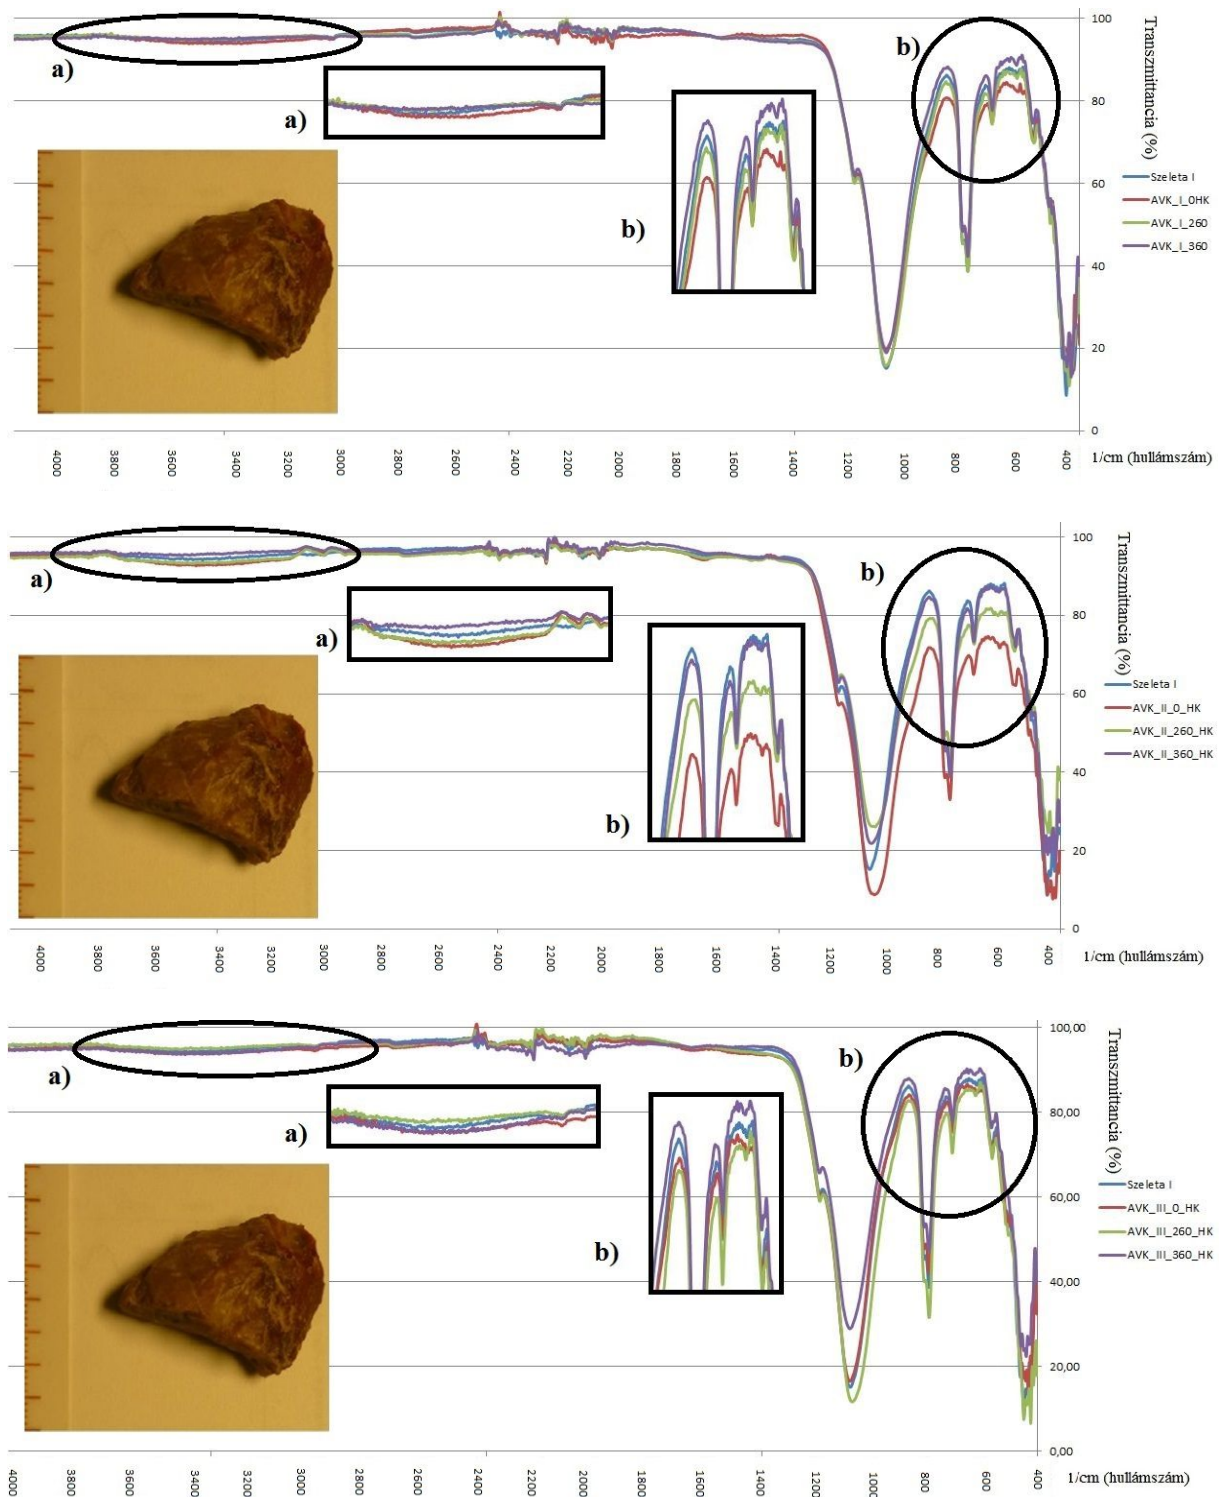 100
80
60
40
20
0
Transzmittancia (%)
a)
b)
a)
b)
Szeleta I
AVK_I_0HK
AVK_I_260
AVK_I_360
4000 3600 3200 3000 2800 2600 2400 2200 2000 1800 1600 1400 1200 1000 800 600 400
1/cm (hullámszám)
100
80
60
40
20
0
Transzmittancia (%)
a)
b)
a)
b)
Szeleta I
AVK_II_0_HK
AVK_II_260_HK
AVK_II_360_HK
4000 3800 3600 3400 3200 3000 2800 2600 2400 2200 2000 1800 1600 1400 1200 1000 800 600 400
1/cm (hullámszám)
100,00
80,00
60,00
40,00
20,00
0,00
Transzmittancia (%)
a)
b)
a)
b)
Szeleta I
AVK_III_0_HK
AVK_III_260_HK
AVK_III_360_HK
4000 3800 3600 3400 3200 3000 2800 2600 2400 2200 2000 1800 1600 1400 1200 1000 800 600 400
1/cm (hullámszám)